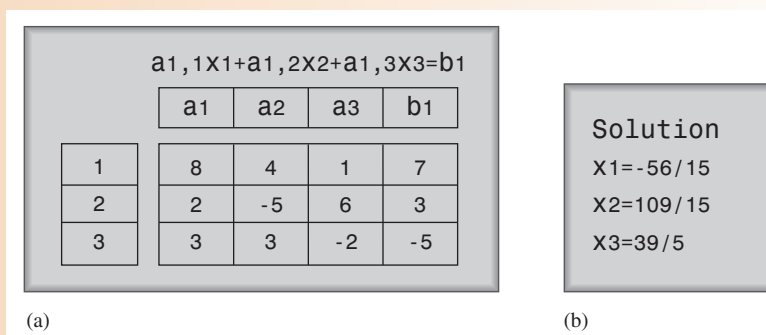 a1,1x1+a1,2x2+a1,3x3=b1
a1 a2 a3 b1
1 8 4 1 7
2 2 -5 6 3
3 3 3 -2 -5
(a)
Solution
x1=-56/15
x2=109/15
x3=39/5
(b)